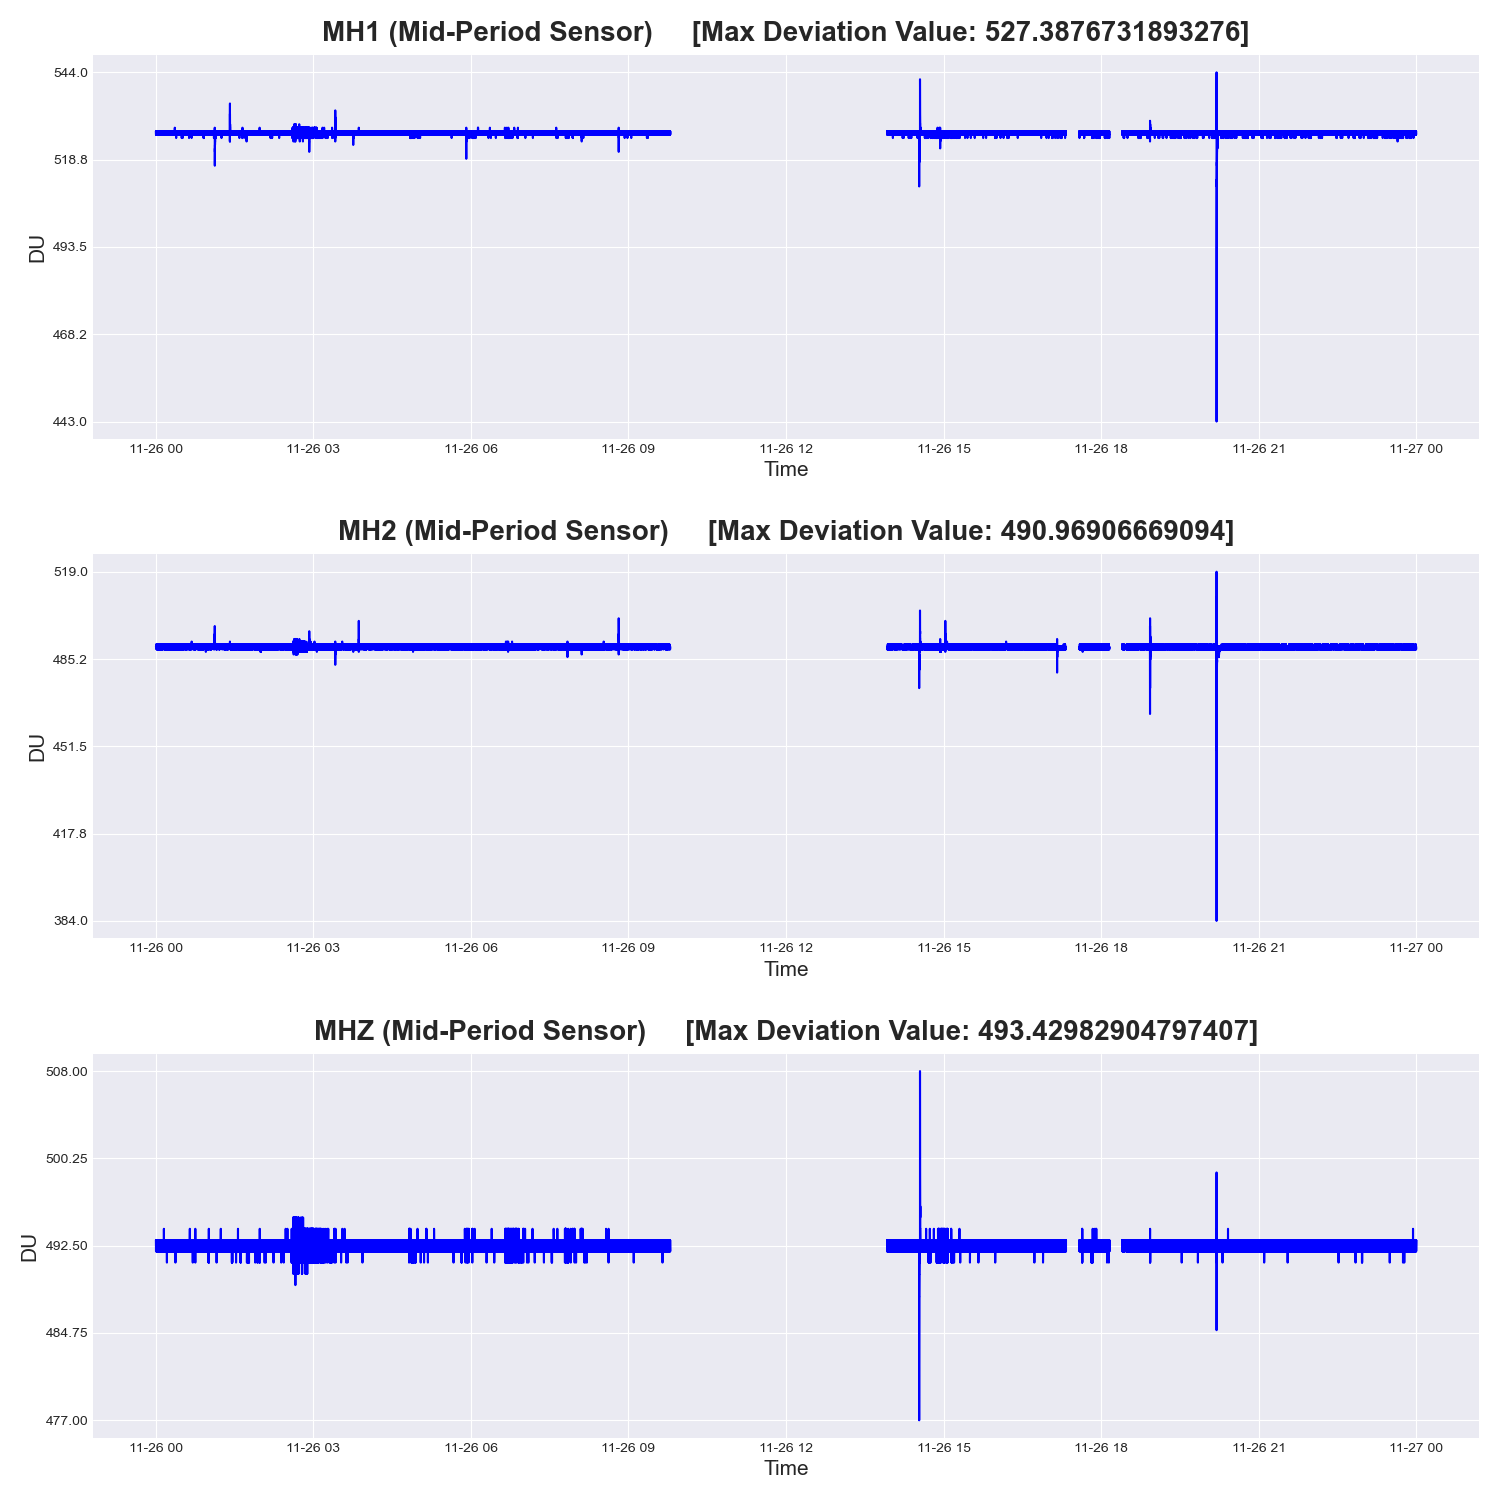 MH1 (Mid-Period Sensor) [Max Deviation Value: 527.3876731893276]
544.0
518.8
493.5
468.2
443.0
DU
11-26 00 11-26 03 11-26 06 11-26 09 11-26 12 11-26 15 11-26 18 11-26 21 11-27 00
Time
MH2 (Mid-Period Sensor) [Max Deviation Value: 490.96906669094]
519.0
485.2
451.5
417.8
384.0
DU
11-26 00 11-26 03 11-26 06 11-26 09 11-26 12 11-26 15 11-26 18 11-26 21 11-27 00
Time
MHZ (Mid-Period Sensor) [Max Deviation Value: 493.42982904797407]
508.00
500.25
492.50
484.75
477.00
DU
11-26 00 11-26 03 11-26 06 11-26 09 11-26 12 11-26 15 11-26 18 11-26 21 11-27 00
Time